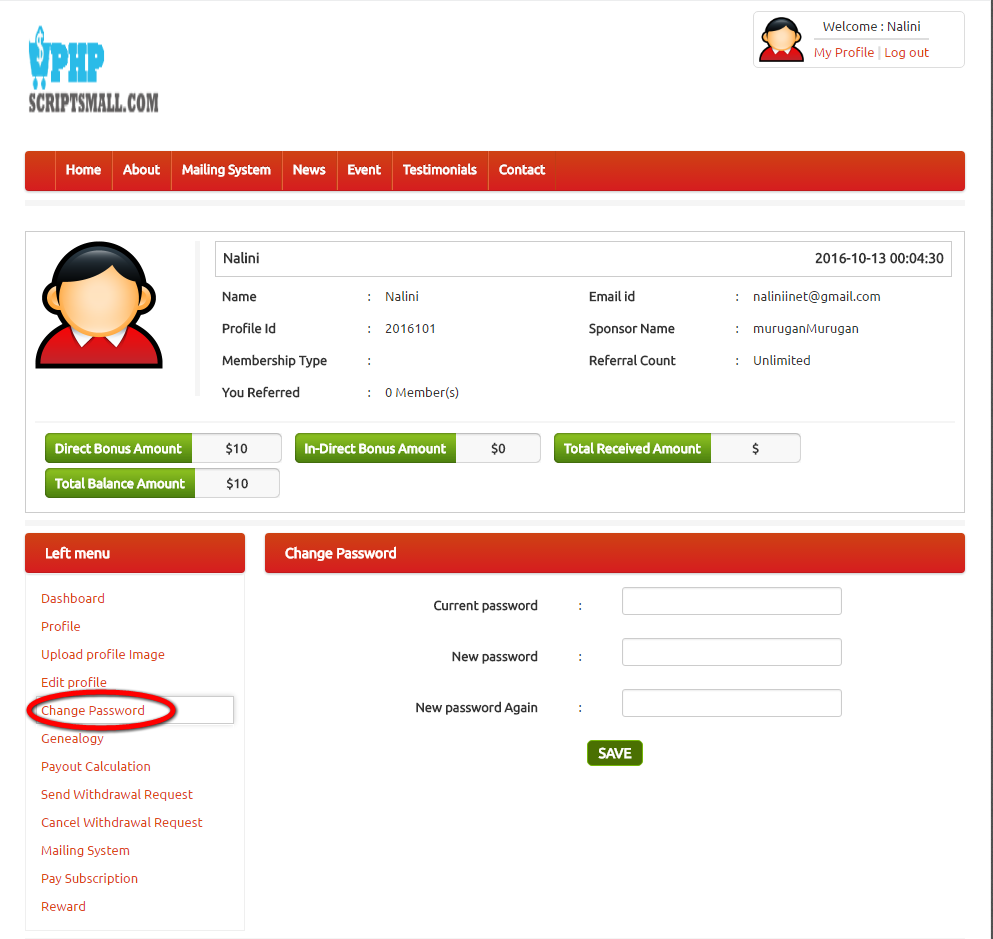 Welcome : Nalini
My Profile | Log out
PHP
SCRIPTSMALL.COM
Home About Mailing System News Event Testimonials Contact
Nalini 2016-10-13 00:04:30
Name : Nalini Email id : naliniinet@gmail.com
Profile Id : 2016101 Sponsor Name : muruganMurugan
Membership Type : Referral Count : Unlimited
You Referred : 0 Member(s)
Direct Bonus Amount $10 In-Direct Bonus Amount $0 Total Received Amount $
Total Balance Amount $10
Left menu
Dashboard
Profile
Upload profile Image
Edit profile
Change Password
Genealogy
Payout Calculation
Send Withdrawal Request
Cancel Withdrawal Request
Mailing System
Pay Subscription
Reward
Change Password
Current password :
New password :
New password Again :
SAVE